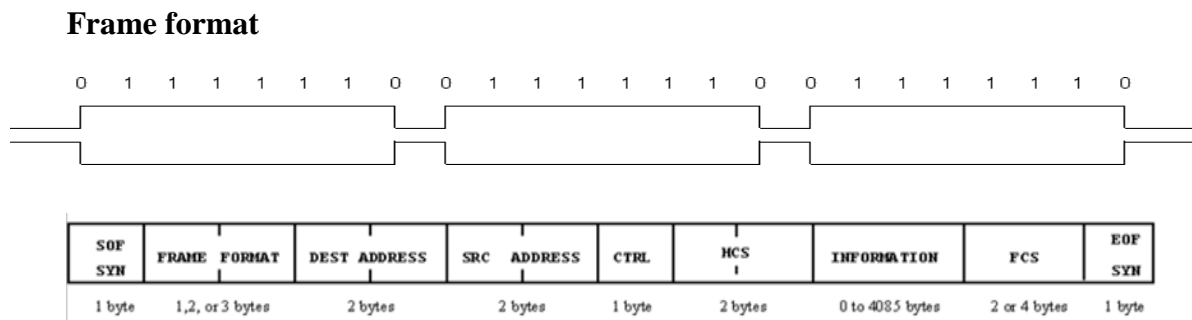 Frame format
0 1 1 1 1 1 1 0 0 1 1 1 1 1 1 0 0 1 1 1 1 1 1 0
SOF SYN FRAME FORMAT DEST ADDRESS SRC ADDRESS CTRL HCS INFORMATION FCS EOF SYN
1 byte 1,2, or 3 bytes 2 bytes 2 bytes 1 byte 2 bytes 0 to 4085 bytes 2 or 4 bytes 1 byte